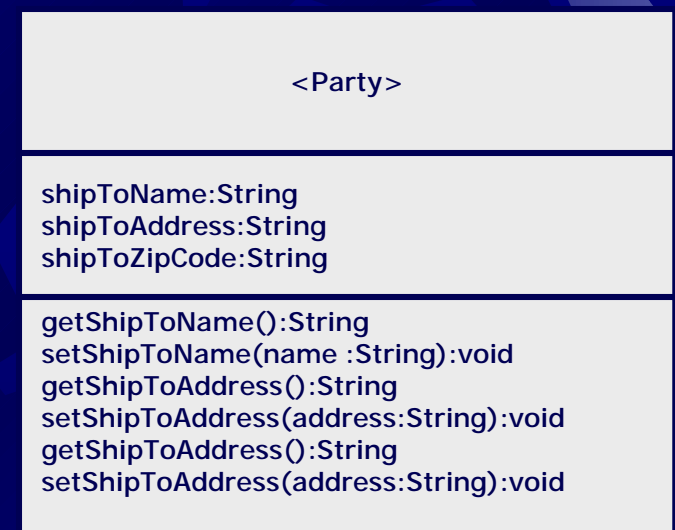 <Party>
shipToName:String
shipToAddress:String
shipToZipCode:String
getShipToName():String
setShipToName(name :String):void
getShipToAddress():String
setShipToAddress(address:String):void
getShipToAddress():String
setShipToAddress(address:String):void